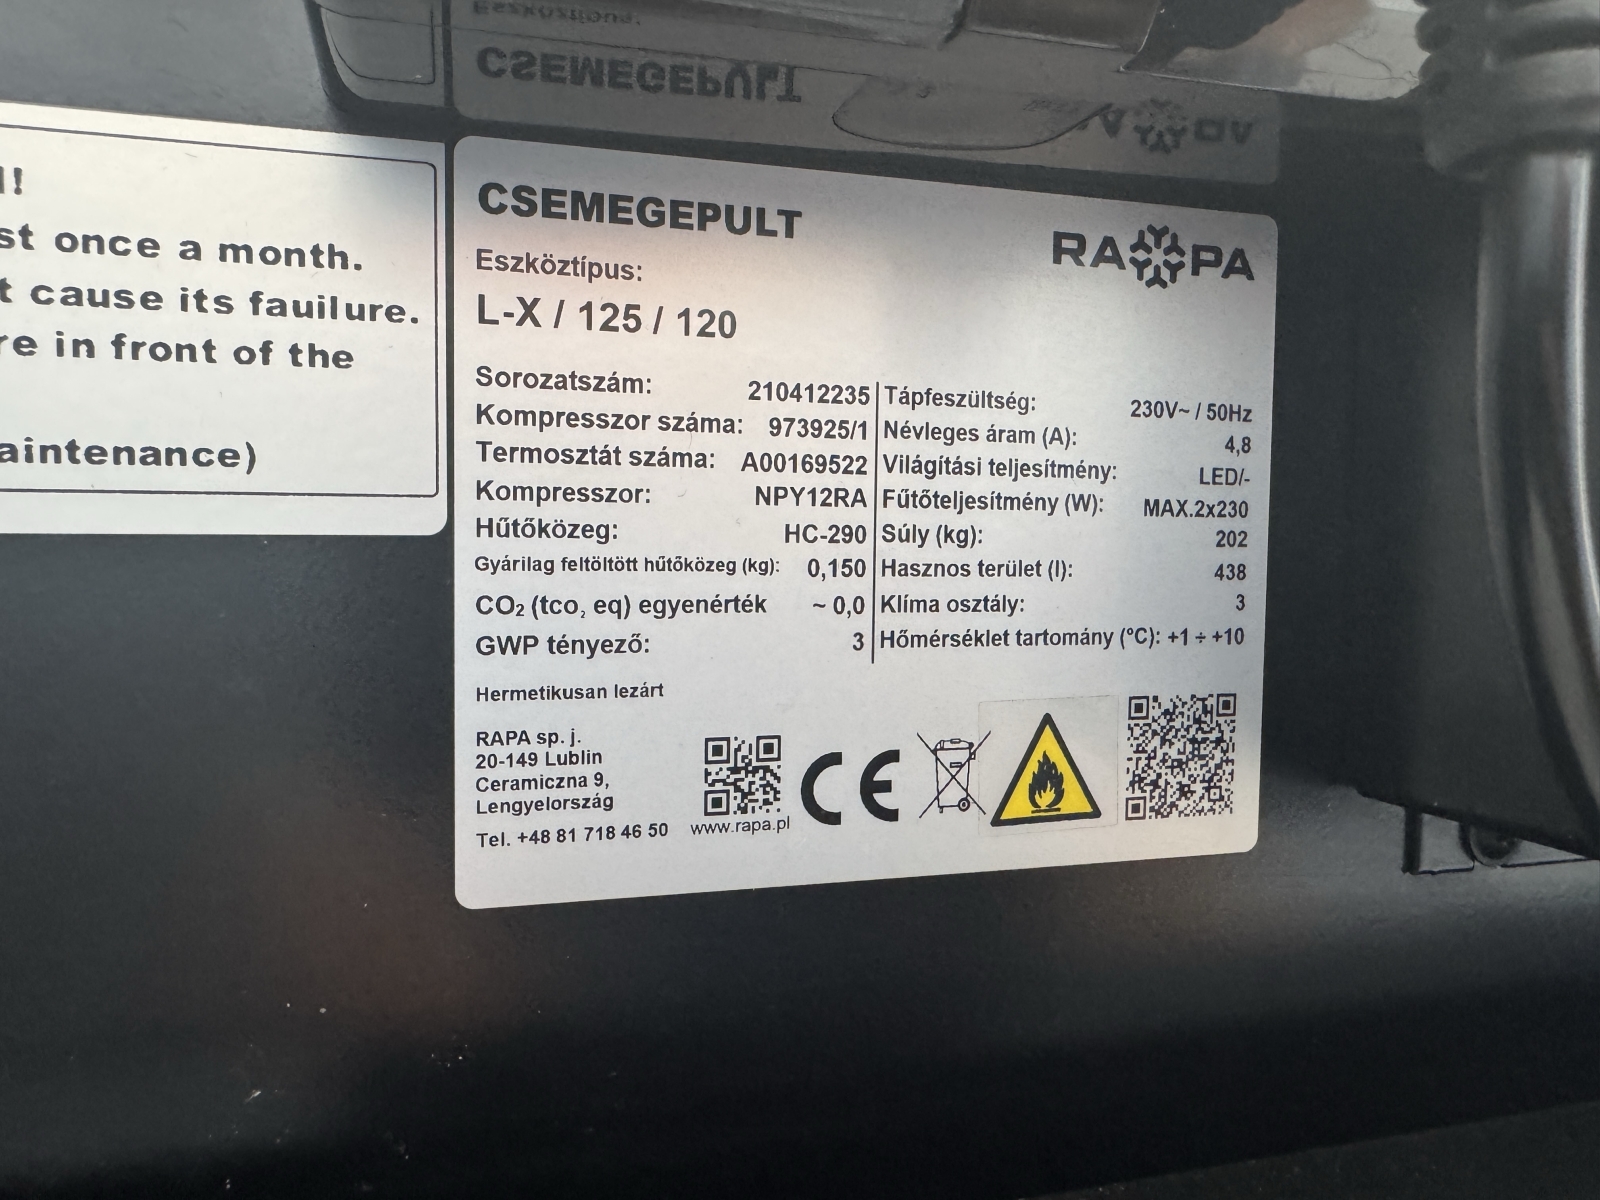 !
st once a month.
t cause its fauilure.
re in front of the
aintenance)
CSEMEGEPULT
RAPA
Eszköztípus:
L-X / 125 / 120
Sorozatszám: 210412235
Kompresszor száma: 973925/1
Termosztát száma: A00169522
Kompresszor: NPY12RA
Hűtőközeg: HC-290
Gyárilag feltöltött hűtőközeg (kg): 0,150
CO₂ (tco, eq) egyenérték ~ 0,0
GWP tényező: 3
Tápfeszültség: 230V~ / 50Hz
Névleges áram (A): 4,8
Világítási teljesítmény: LED/-
Fűtőteljesítmény (W): MAX.2x230
Súly (kg): 202
Hasznos terület (l): 438
Klíma osztály: 3
Hőmérséklet tartomány (°C): +1 ÷ +10
Hermetikusan lezárt
RAPA sp. j.
20-149 Lublin
Ceramiczna 9,
Lengyelország
Tel. +48 81 718 46 50
www.rapa.pl
CE